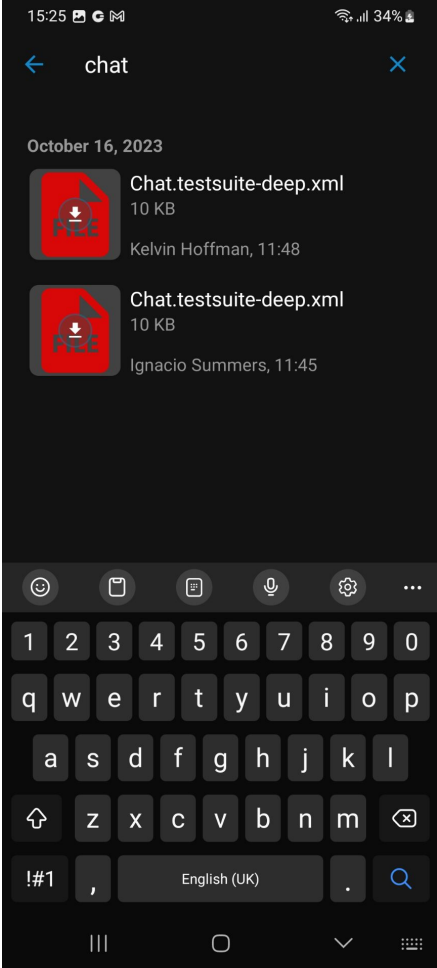 15:25 34%
chat
October 16, 2023
FILE
Chat.testsuite-deep.xml
10 KB
Kelvin Hoffman, 11:48
FILE
Chat.testsuite-deep.xml
10 KB
Ignacio Summers, 11:45
1 2 3 4 5 6 7 8 9 0
q w e r t y u i o p
a s d f g h j k l
z x c v b n m
!#1 , English (UK) .